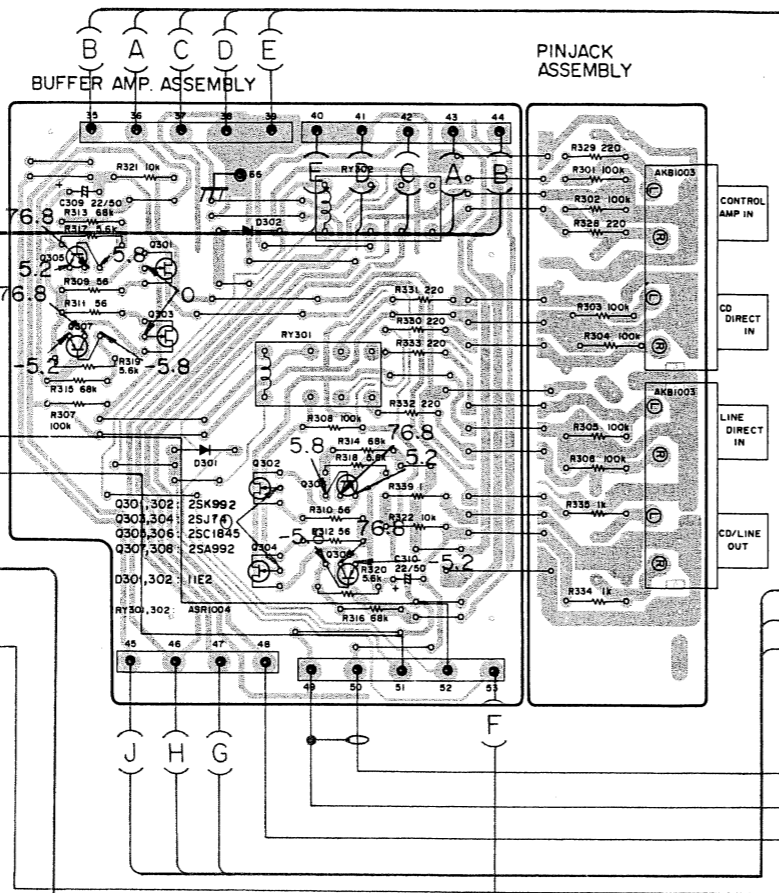 B A C D E
BUFFER AMP. ASSEMBLY
PINJACK
ASSEMBLY
35 36 37 38 39 40 41 42 43 44
R321 10k
66
RY302
C A B
C309 22/50
+
R313 68k
R317 5.6k
76.8
Q301
D302
Q305
5.2
5.8
R309 56
76.8
R311 56
Q303
0
Q307
-5.2
R319
5.6k
-5.8
R315 68k
R307
100k
RY301
R331 220
R330 220
R333 220
R332 220
R308 100k
R314 68k
76.8
5.8
R318 5.6k
5.2
D301
Q302
R339 1
R310 56
R322 10k
R312 56
-5.8
Q304
R320
5.6k
C310
22/50
+
-5.2
R316 68k
Q301,302: 2SK992
Q303,304: 2SJ74
0
Q305,306: 2SC1845
Q307,308: 2SA992
D301,302: 11E2
RY301,302: ASR1004
45 46 47 48
49 50 51 52 53
J H G
F
R329 220
R301 100k
R302 100k
R328 220
R303 100k
R304 100k
R305 100k
R306 100k
R335 1k
R334 1k
AKB1003
L
R
L
R
AKB1003
L
R
L
R
CONTROL
AMP IN
CD
DIRECT
IN
LINE
DIRECT
IN
CD/LINE
OUT